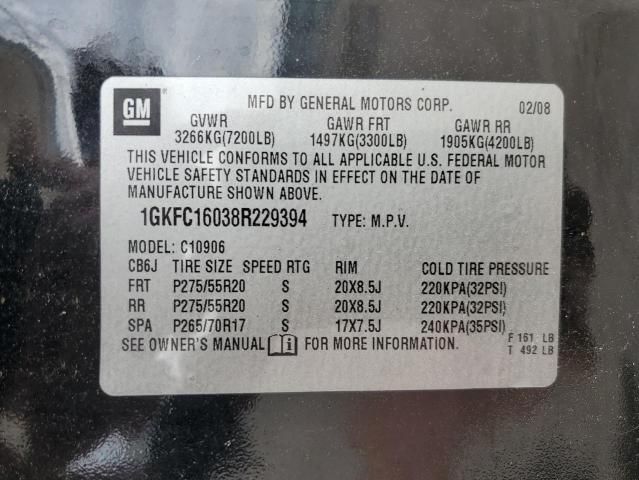 GM
MFD BY GENERAL MOTORS CORP. 02/08
GVWR GAWR FRT GAWR RR
3266KG(7200LB) 1497KG(3300LB) 1905KG(4200LB)
THIS VEHICLE CONFORMS TO ALL APPLICABLE U.S. FEDERAL MOTOR
VEHICLE SAFETY STANDARDS IN EFFECT ON THE DATE OF
MANUFACTURE SHOWN ABOVE.
1GKFC16038R229394 TYPE: M.P.V.
MODEL: C10906
CB6J TIRE SIZE SPEED RTG RIM COLD TIRE PRESSURE
FRT P275/55R20 S 20X8.5J 220KPA(32PSI)
RR P275/55R20 S 20X8.5J 220KPA(32PSI)
SPA P265/70R17 S 17X7.5J 240KPA(35PSI)
SEE OWNER'S MANUAL FOR MORE INFORMATION.
F 161 LB
T 492 LB